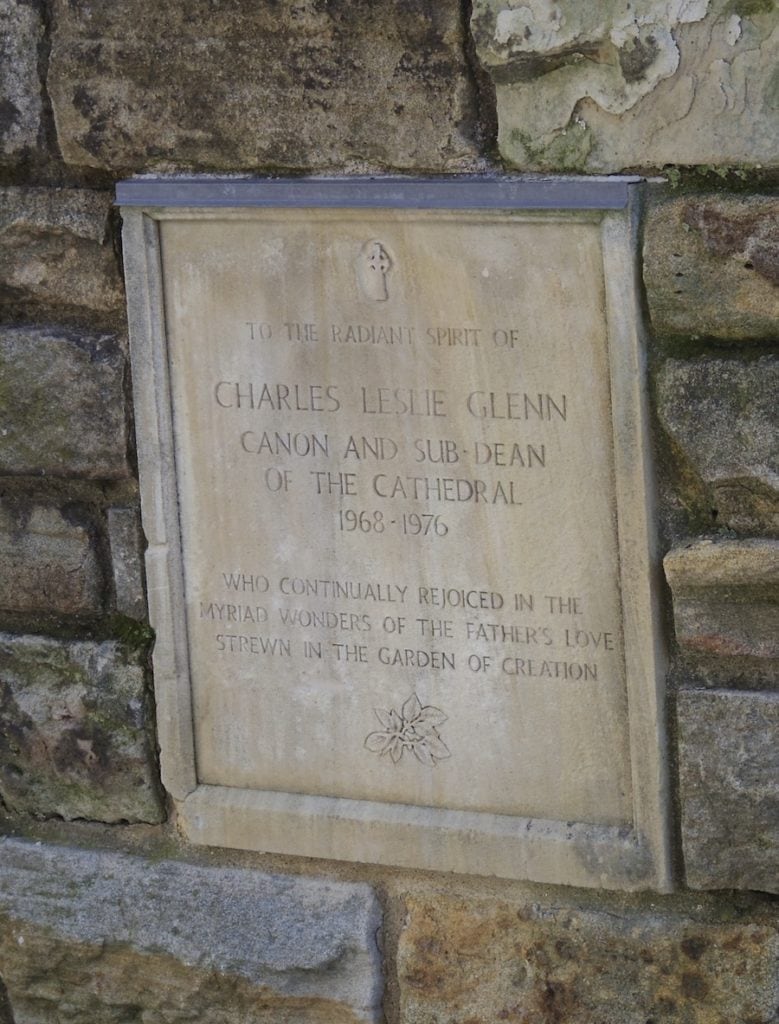 TO THE RADIANT SPIRIT OF
CHARLES LESLIE GLENN
CANON AND SUB-DEAN
OF THE CATHEDRAL
1968-1976
WHO CONTINUALLY REJOICED IN THE
MYRIAD WONDERS OF THE FATHER'S LOVE
STREWN IN THE GARDEN OF CREATION